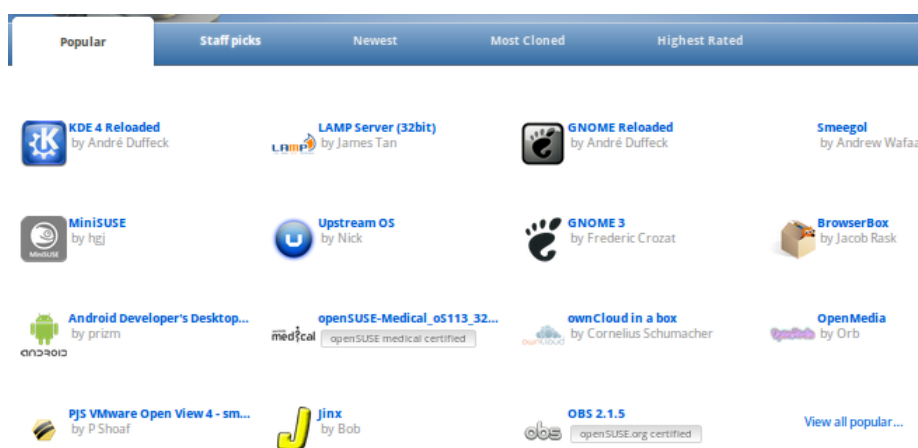 Popular Staff picks Newest Most Cloned Highest Rated
KDE 4 Reloaded
by André Duffeck
LAMP
LAMP Server (32bit)
by James Tan
GNOME Reloaded
by André Duffeck
Smeegol
by Andrew Wafaa
MiniSUSE
MiniSUSE
by hgj
U
Upstream OS
by Nick
GNOME 3
by Frederic Crozat
BrowserBox
by Jacob Rask
ANDROID
Android Developer's Desktop...
by prizm
medical
openSUSE-Medical_oS113_32...
openSUSE medical certified
ownCloud
ownCloud in a box
by Cornelius Schumacher
OpenMedia
by Orb
PJS VMware Open View 4 - sm...
by P Shoaf
J
Jinx
by Bob
obs
OBS 2.1.5
openSUSE.org certified
View all popular...